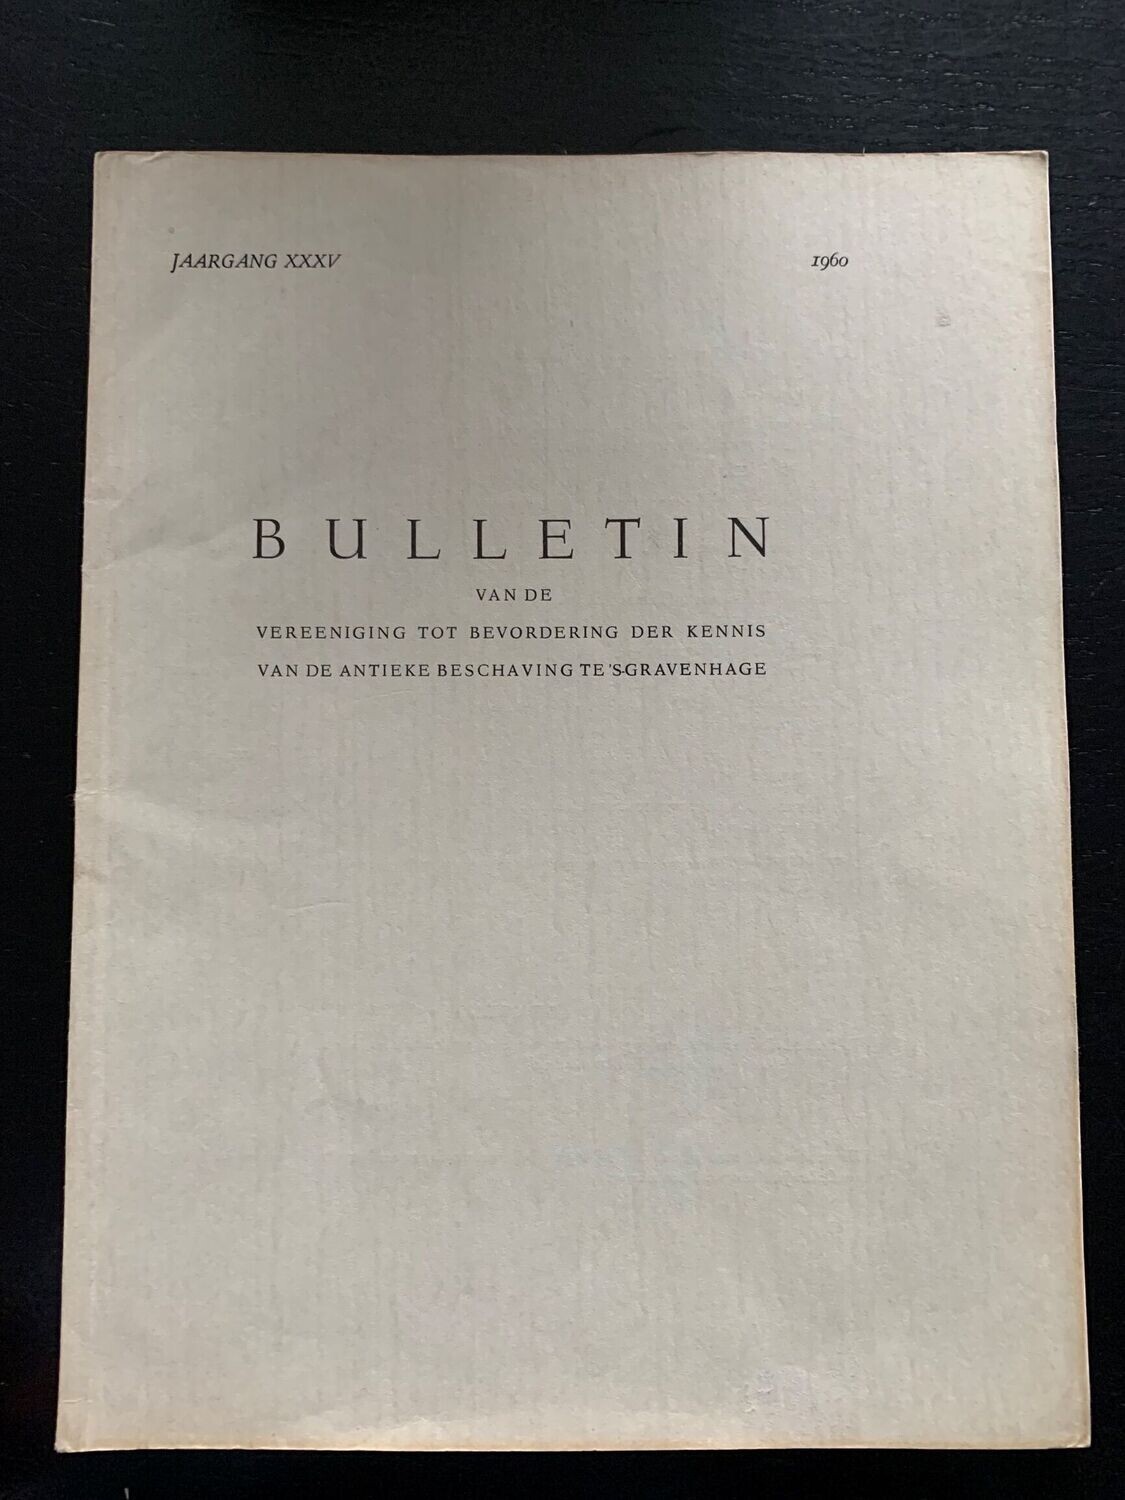 JAARGANG XXXV 1960
BULLETIN
VAN DE
VEREENIGING TOT BEVORDERING DER KENNIS
VAN DE ANTIEKE BESCHAVING TE 'S-GRAVENHAGE